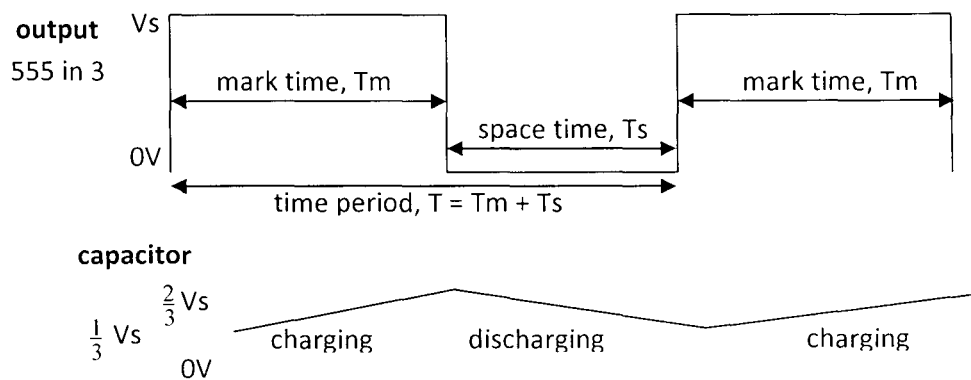 output Vs
555 in 3
mark time, Tm mark time, Tm
space time, Ts
0V
time period, T = Tm + Ts
capacitor
2/3 Vs
1/3 Vs
charging discharging charging
0V